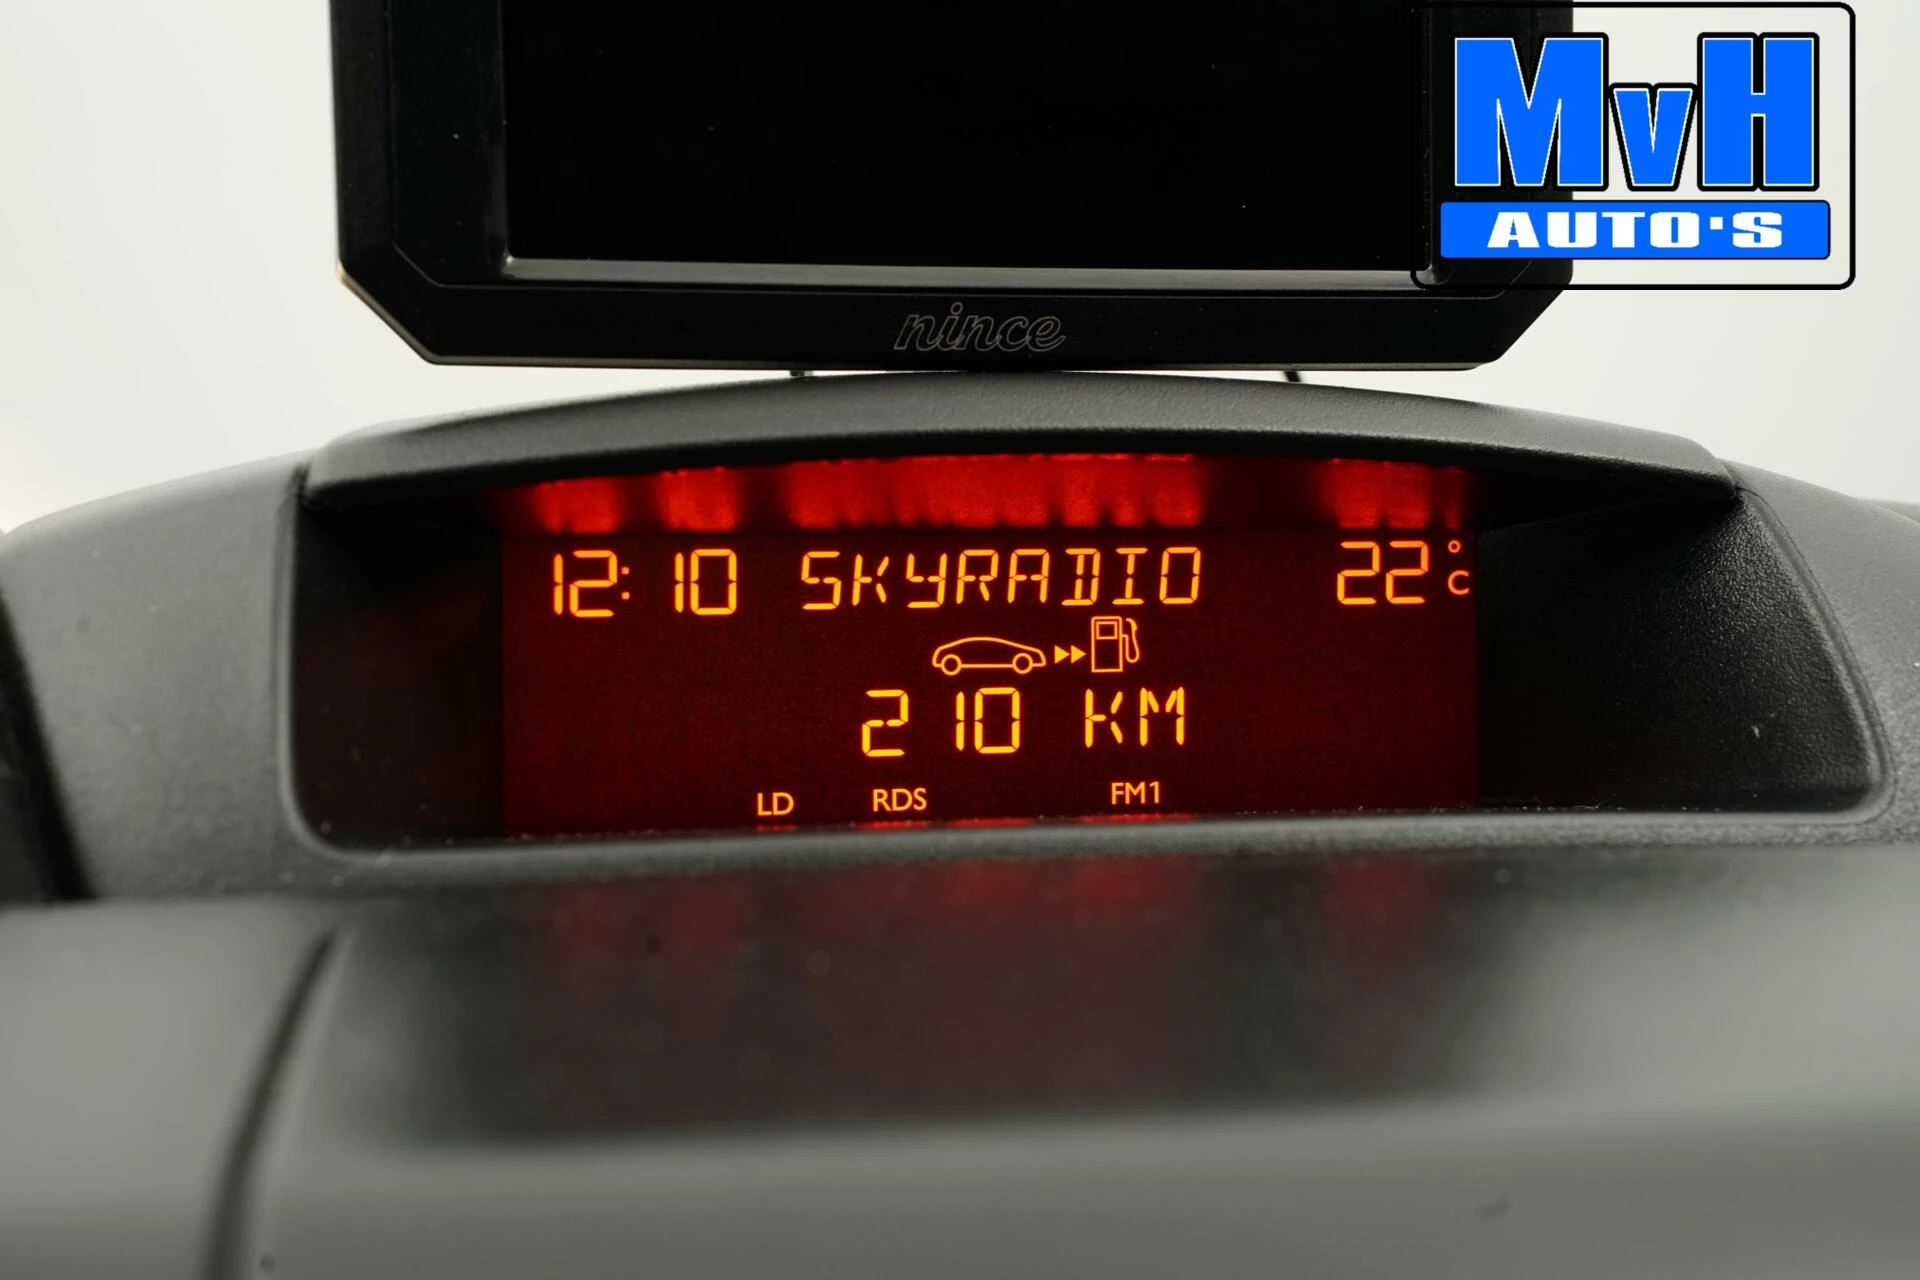 MvH
AUTO'S
nince
12:10 SKYRADIO 22°C
210 KM
LD RDS FM1